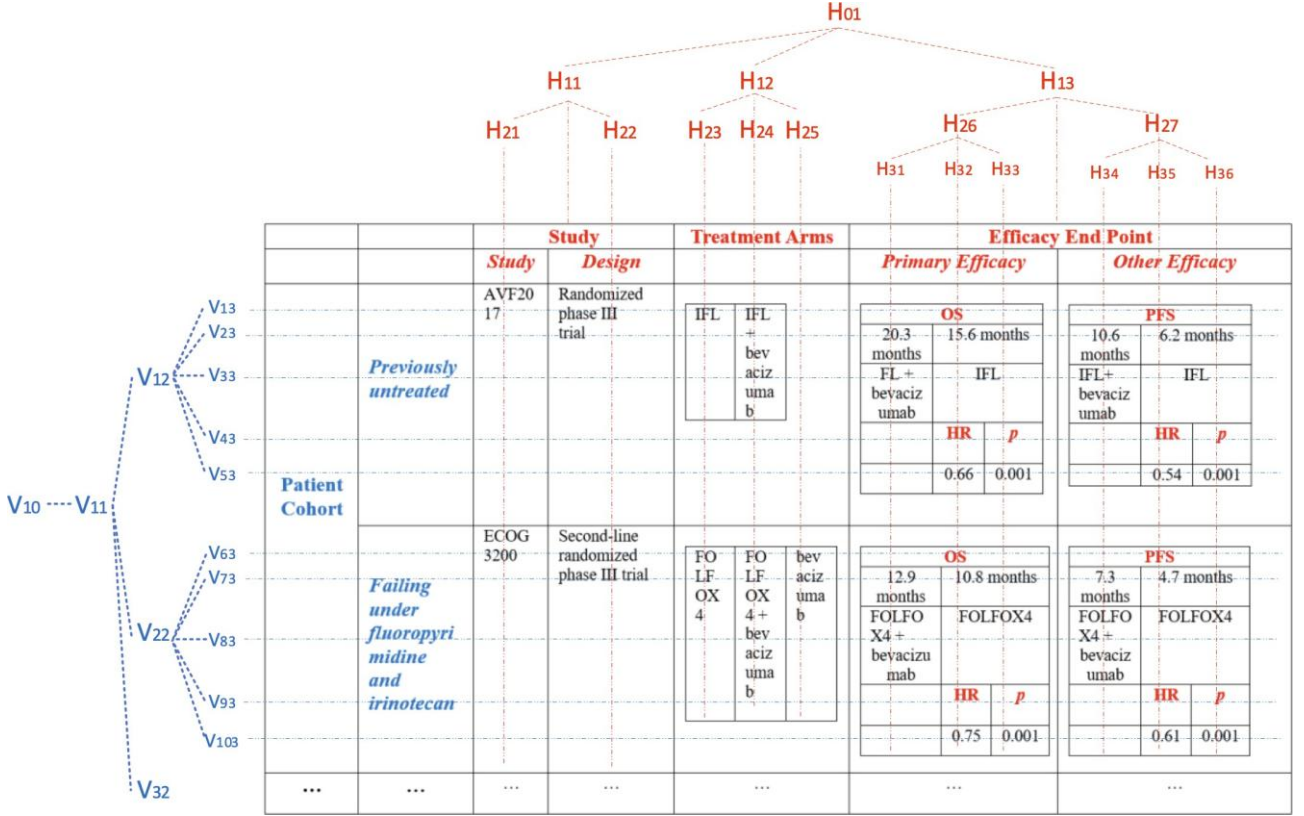 H01
H11 H12 H13
H21 H22 H23 H24 H25 H26 H27
H31 H32 H33 H34 H35 H36
Study Treatment Arms Efficacy End Point
Study Design Primary Efficacy Other Efficacy
V10 V11
V12
V13
V23
V33
V43
V53
V22
V63
V73
V83
V93
V103
V32
Patient
Cohort
Previously
untreated
AVF20
17
Randomized
phase III
trial
IFL
IFL
+
bev
aciz
uma
b
OS
20.3
months
15.6 months
FL +
bevaciz
umab
IFL
HR p
0.66 0.001
PFS
10.6
months
6.2 months
IFL+
bevaciz
umab
IFL
HR p
0.54 0.001
Failing
under
fluoropyri
midine
and
irinotecan
ECOG
3200
Second-line
randomized
phase III trial
FO
LF
OX
4
FO
LF
OX
4 +
bev
aciz
uma
b
bev
aciz
uma
b
OS
12.9
months
10.8 months
FOLFO
X4 +
bevacizu
mab
FOLFOX4
HR p
0.75 0.001
PFS
7.3
months
4.7 months
FOLFO
X4 +
bevaciz
umab
FOLFOX4
HR p
0.61 0.001
... ... ... ... ... ... ...